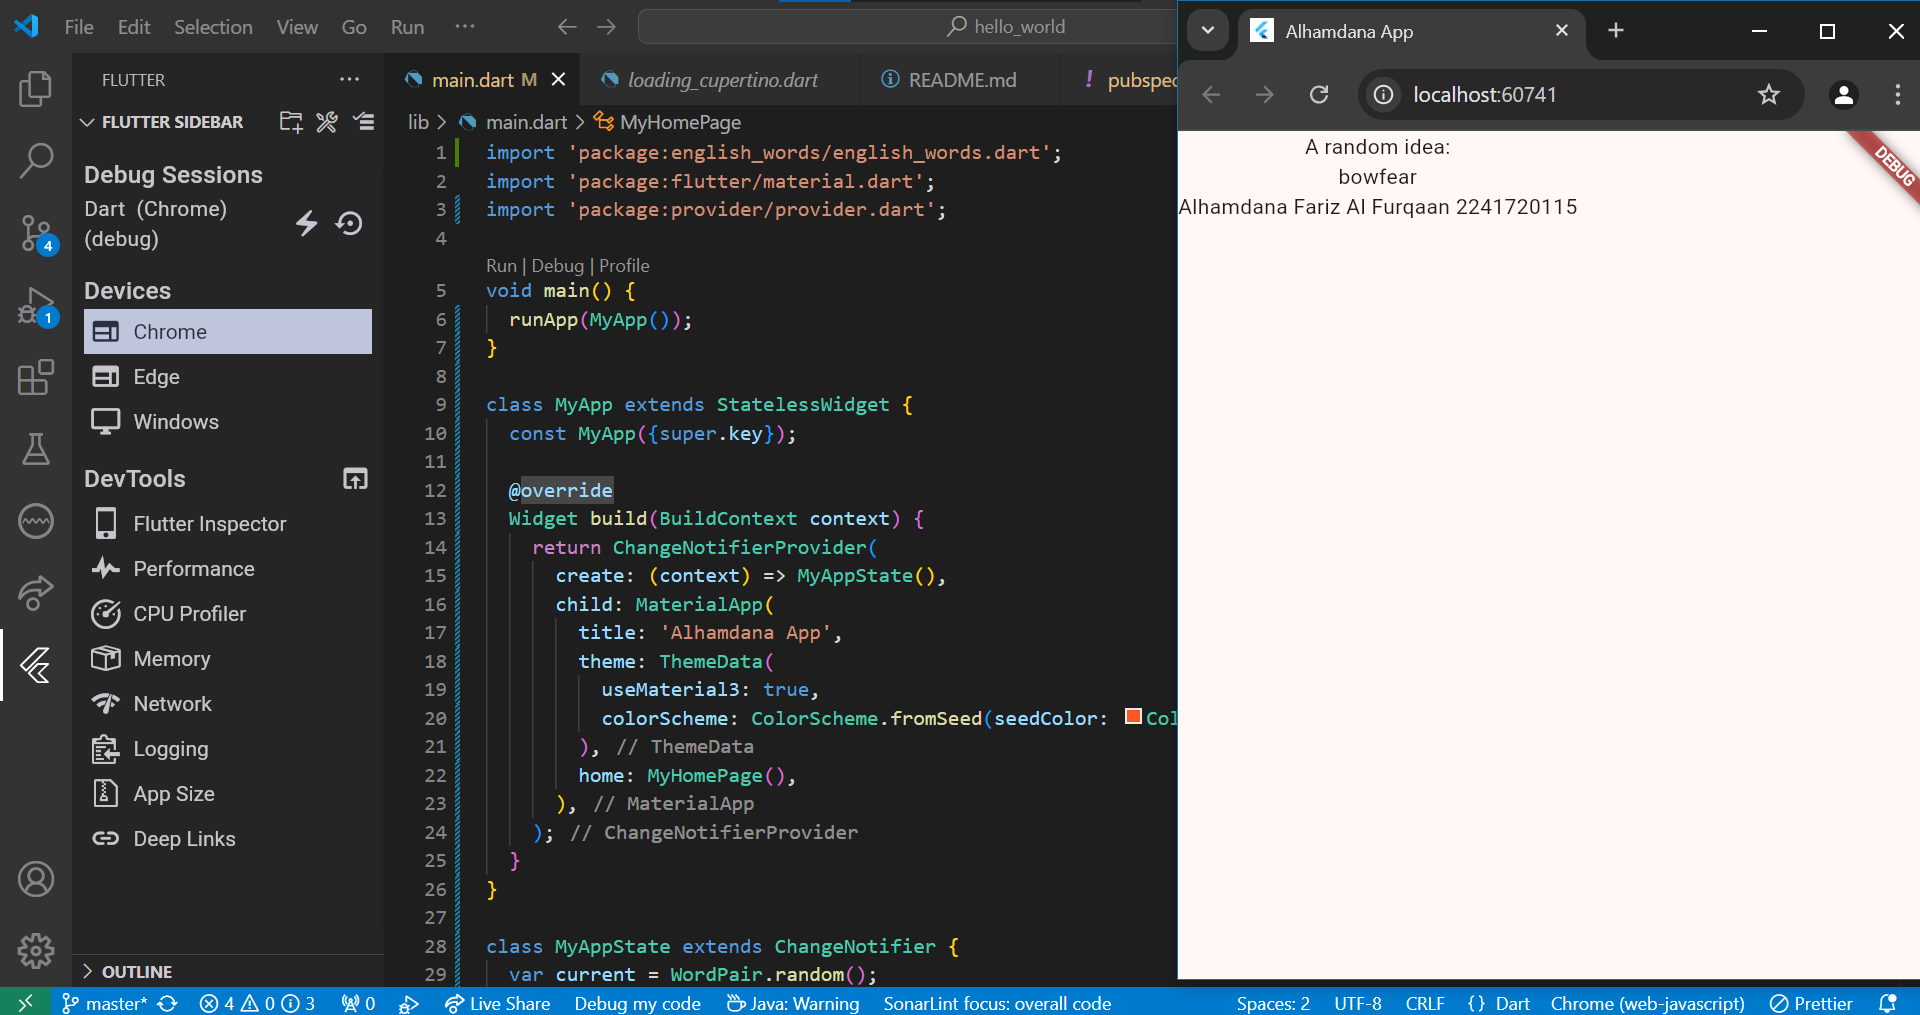 File Edit Selection View Go Run ···
hello_world
FLUTTER ···
FLUTTER SIDEBAR
Debug Sessions
Dart (Chrome)
(debug)
Devices
Chrome
Edge
Windows
DevTools
Flutter Inspector
Performance
CPU Profiler
Memory
Network
Logging
App Size
Deep Links
OUTLINE
4
1
main.dart M
loading_cupertino.dart
README.md
! pubspec
lib > main.dart > MyHomePage
1 import 'package:english_words/english_words.dart';
2 import 'package:flutter/material.dart';
3 import 'package:provider/provider.dart';
4
Run | Debug | Profile
5 void main() {
6 runApp(MyApp());
7 }
8
9 class MyApp extends StatelessWidget {
10 const MyApp({super.key});
11
12 @override
13 Widget build(BuildContext context) {
14 return ChangeNotifierProvider(
15 create: (context) => MyAppState(),
16 child: MaterialApp(
17 title: 'Alhamdana App',
18 theme: ThemeData(
19 useMaterial3: true,
20 colorScheme: ColorScheme.fromSeed(seedColor: Col
21 ), // ThemeData
22 home: MyHomePage(),
23 ), // MaterialApp
24 ); // ChangeNotifierProvider
25 }
26 }
27
28 class MyAppState extends ChangeNotifier {
29 var current = WordPair.random();
Alhamdana App
localhost:60741
DEBUG
A random idea:
bowfear
Alhamdana Fariz Al Furqaan 2241720115
master* 4 0 3 0 Live Share Debug my code Java: Warning SonarLint focus: overall code Spaces: 2 UTF-8 CRLF {} Dart Chrome (web-javascript) Prettier